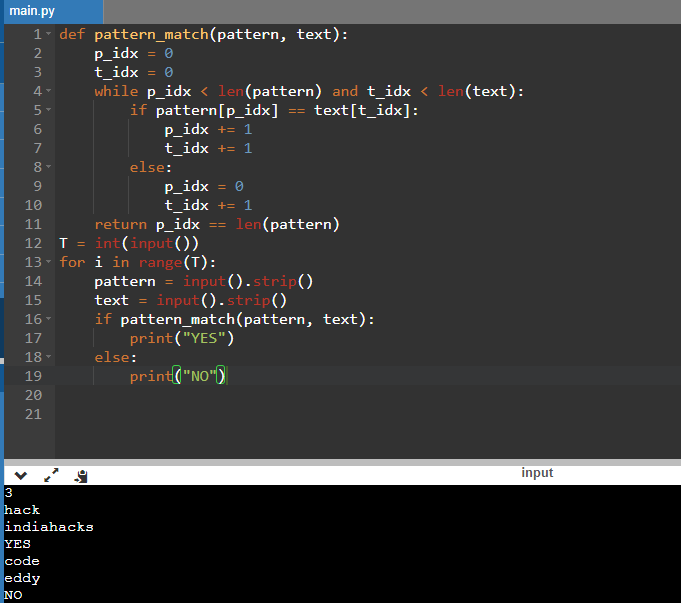 main.py
1 def pattern_match(pattern, text):
2     p_idx = 0
3     t_idx = 0
4     while p_idx < len(pattern) and t_idx < len(text):
5         if pattern[p_idx] == text[t_idx]:
6             p_idx += 1
7             t_idx += 1
8         else:
9             p_idx = 0
10             t_idx += 1
11     return p_idx == len(pattern)
12 T = int(input())
13 for i in range(T):
14     pattern = input().strip()
15     text = input().strip()
16     if pattern_match(pattern, text):
17         print("YES")
18     else:
19         print("NO")
20
21
input
3
hack
indiahacks
YES
code
eddy
NO